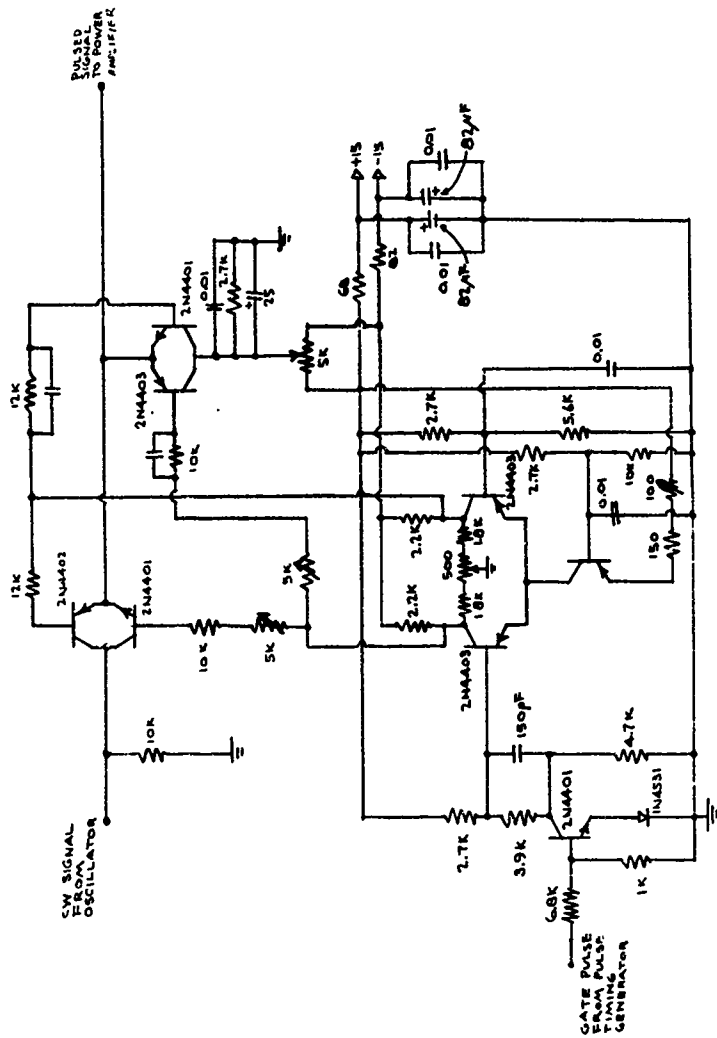 CW SIGNAL
FROM
OSCILLATOR
PULSED
SIGNAL
TO POWER
AMPLIFIER
12K
12K
2N4402
2N4401
10K
10K
5K
5K
10K
2N4403
2N4401
0.01
2.7K
+
25
5K
+15
-15
68
82
0.01
82µF
+
+
0.01
82µF
2.2K
2.2K
1.8K
500
1.8K
2N4403
2N4403
2.7K
5.6K
0.01
2.7K
10K
0.01
100
150
2.7K
3.9K
150pF
2N4401
4.7K
1N4531
6.8K
1K
GATE PULSE
FROM PULSE
TIMING
GENERATOR